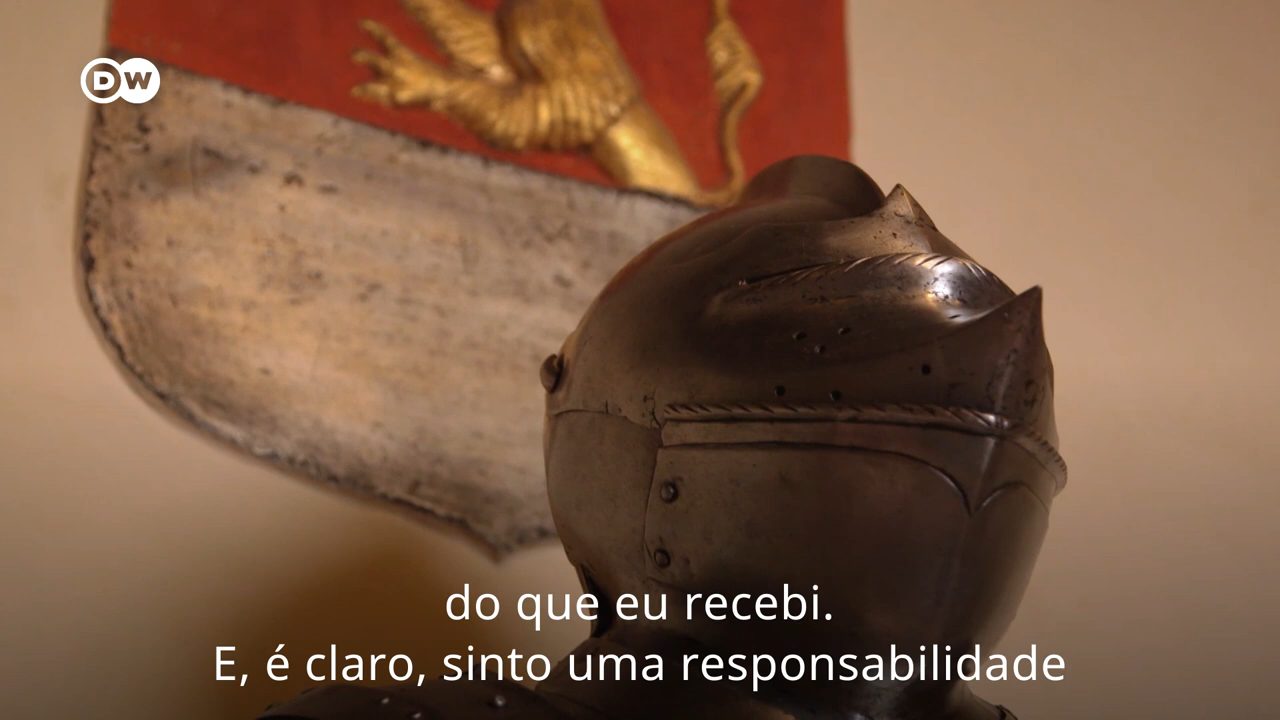 DW
do que eu recebi.
E, é claro, sinto uma responsabilidade